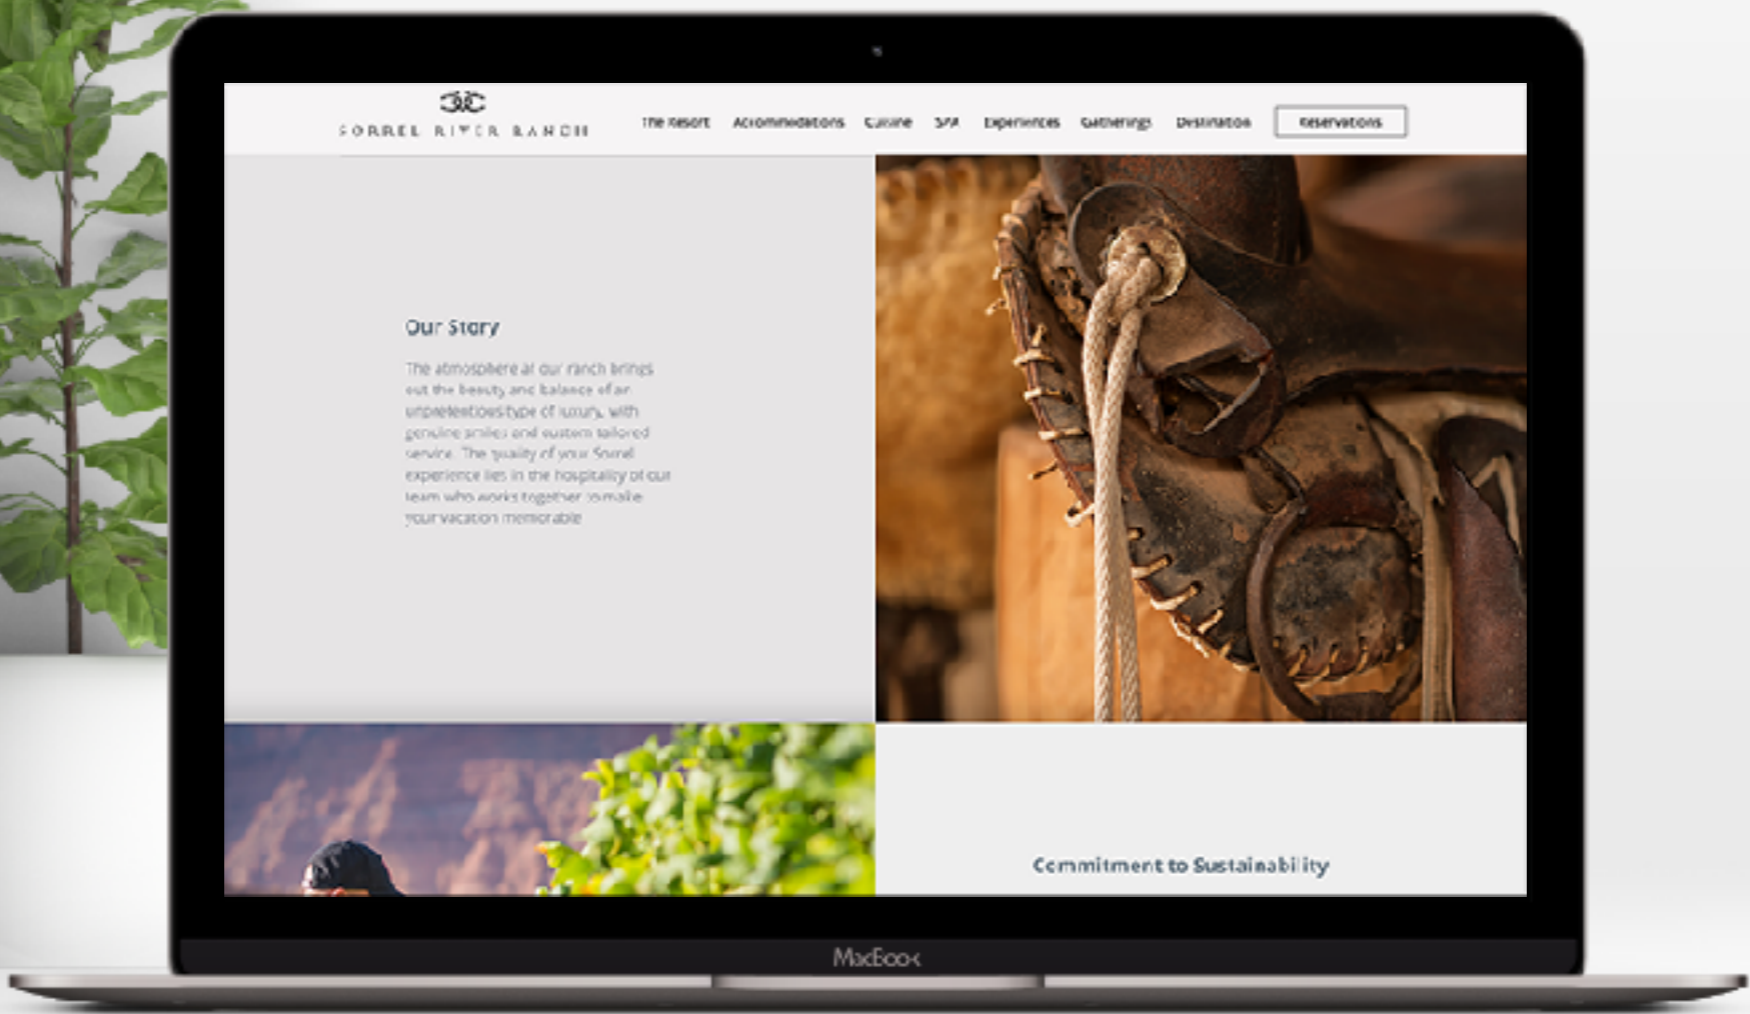 SORREL RIVER RANCH
The Resort Accommodations Cuisine SPA Experiences Gatherings Destination Reservations
Our Story
The atmosphere at our ranch brings
out the beauty and balance of an
unpretentious type of luxury, with
genuine smiles and custom tailored
service. The quality of your Sorrel
experience lies in the hospitality of our
team who works together to make
your vacation memorable
Commitment to Sustainability
MacBook